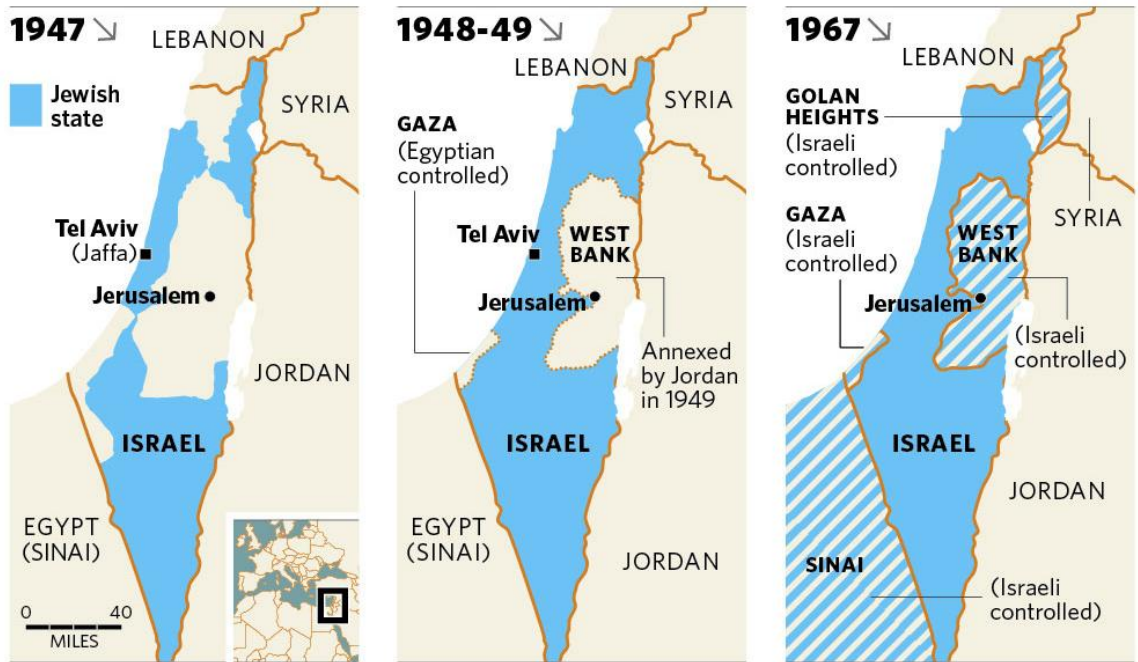 1947
LEBANON
Jewish
state
SYRIA
Tel Aviv
(Jaffa)
Jerusalem
JORDAN
ISRAEL
EGYPT
(SINAI)
0 40
MILES
1948-49
LEBANON
SYRIA
GAZA
(Egyptian
controlled)
Tel Aviv
WEST
BANK
Jerusalem
Annexed
by Jordan
in 1949
ISRAEL
EGYPT
(SINAI)
JORDAN
1967
LEBANON
GOLAN
HEIGHTS
(Israeli
controlled)
SYRIA
GAZA
(Israeli
controlled)
WEST
BANK
Jerusalem
(Israeli
controlled)
ISRAEL
JORDAN
SINAI
(Israeli
controlled)